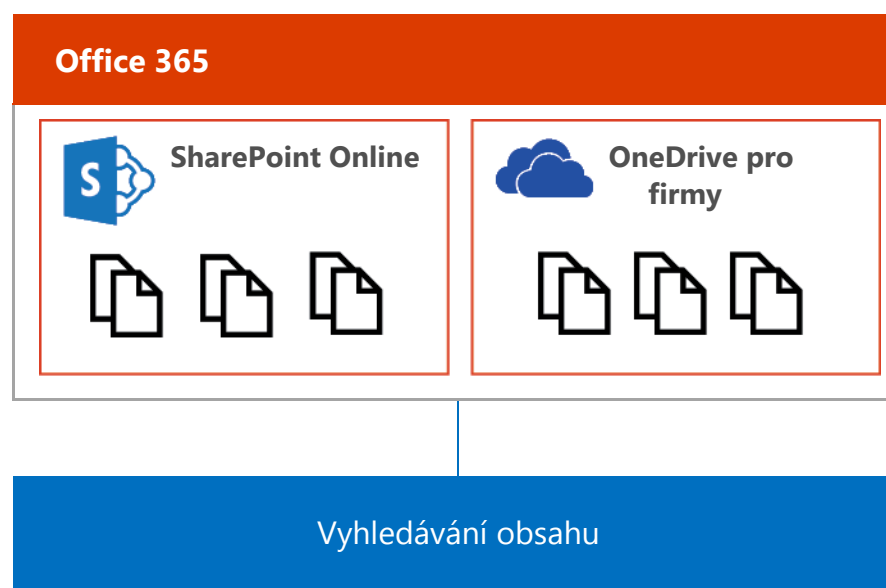 Office 365
S
SharePoint Online
OneDrive pro
firmy
Vyhledávání obsahu